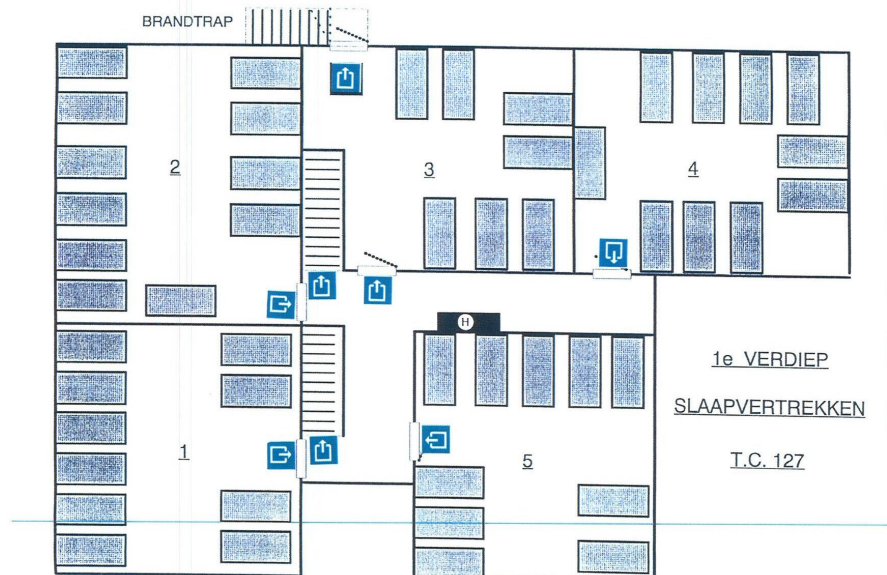 BRANDTRAP
2
3
4
H
1e VERDIEP
SLAAPVERTREKKEN
T.C. 127
1
5